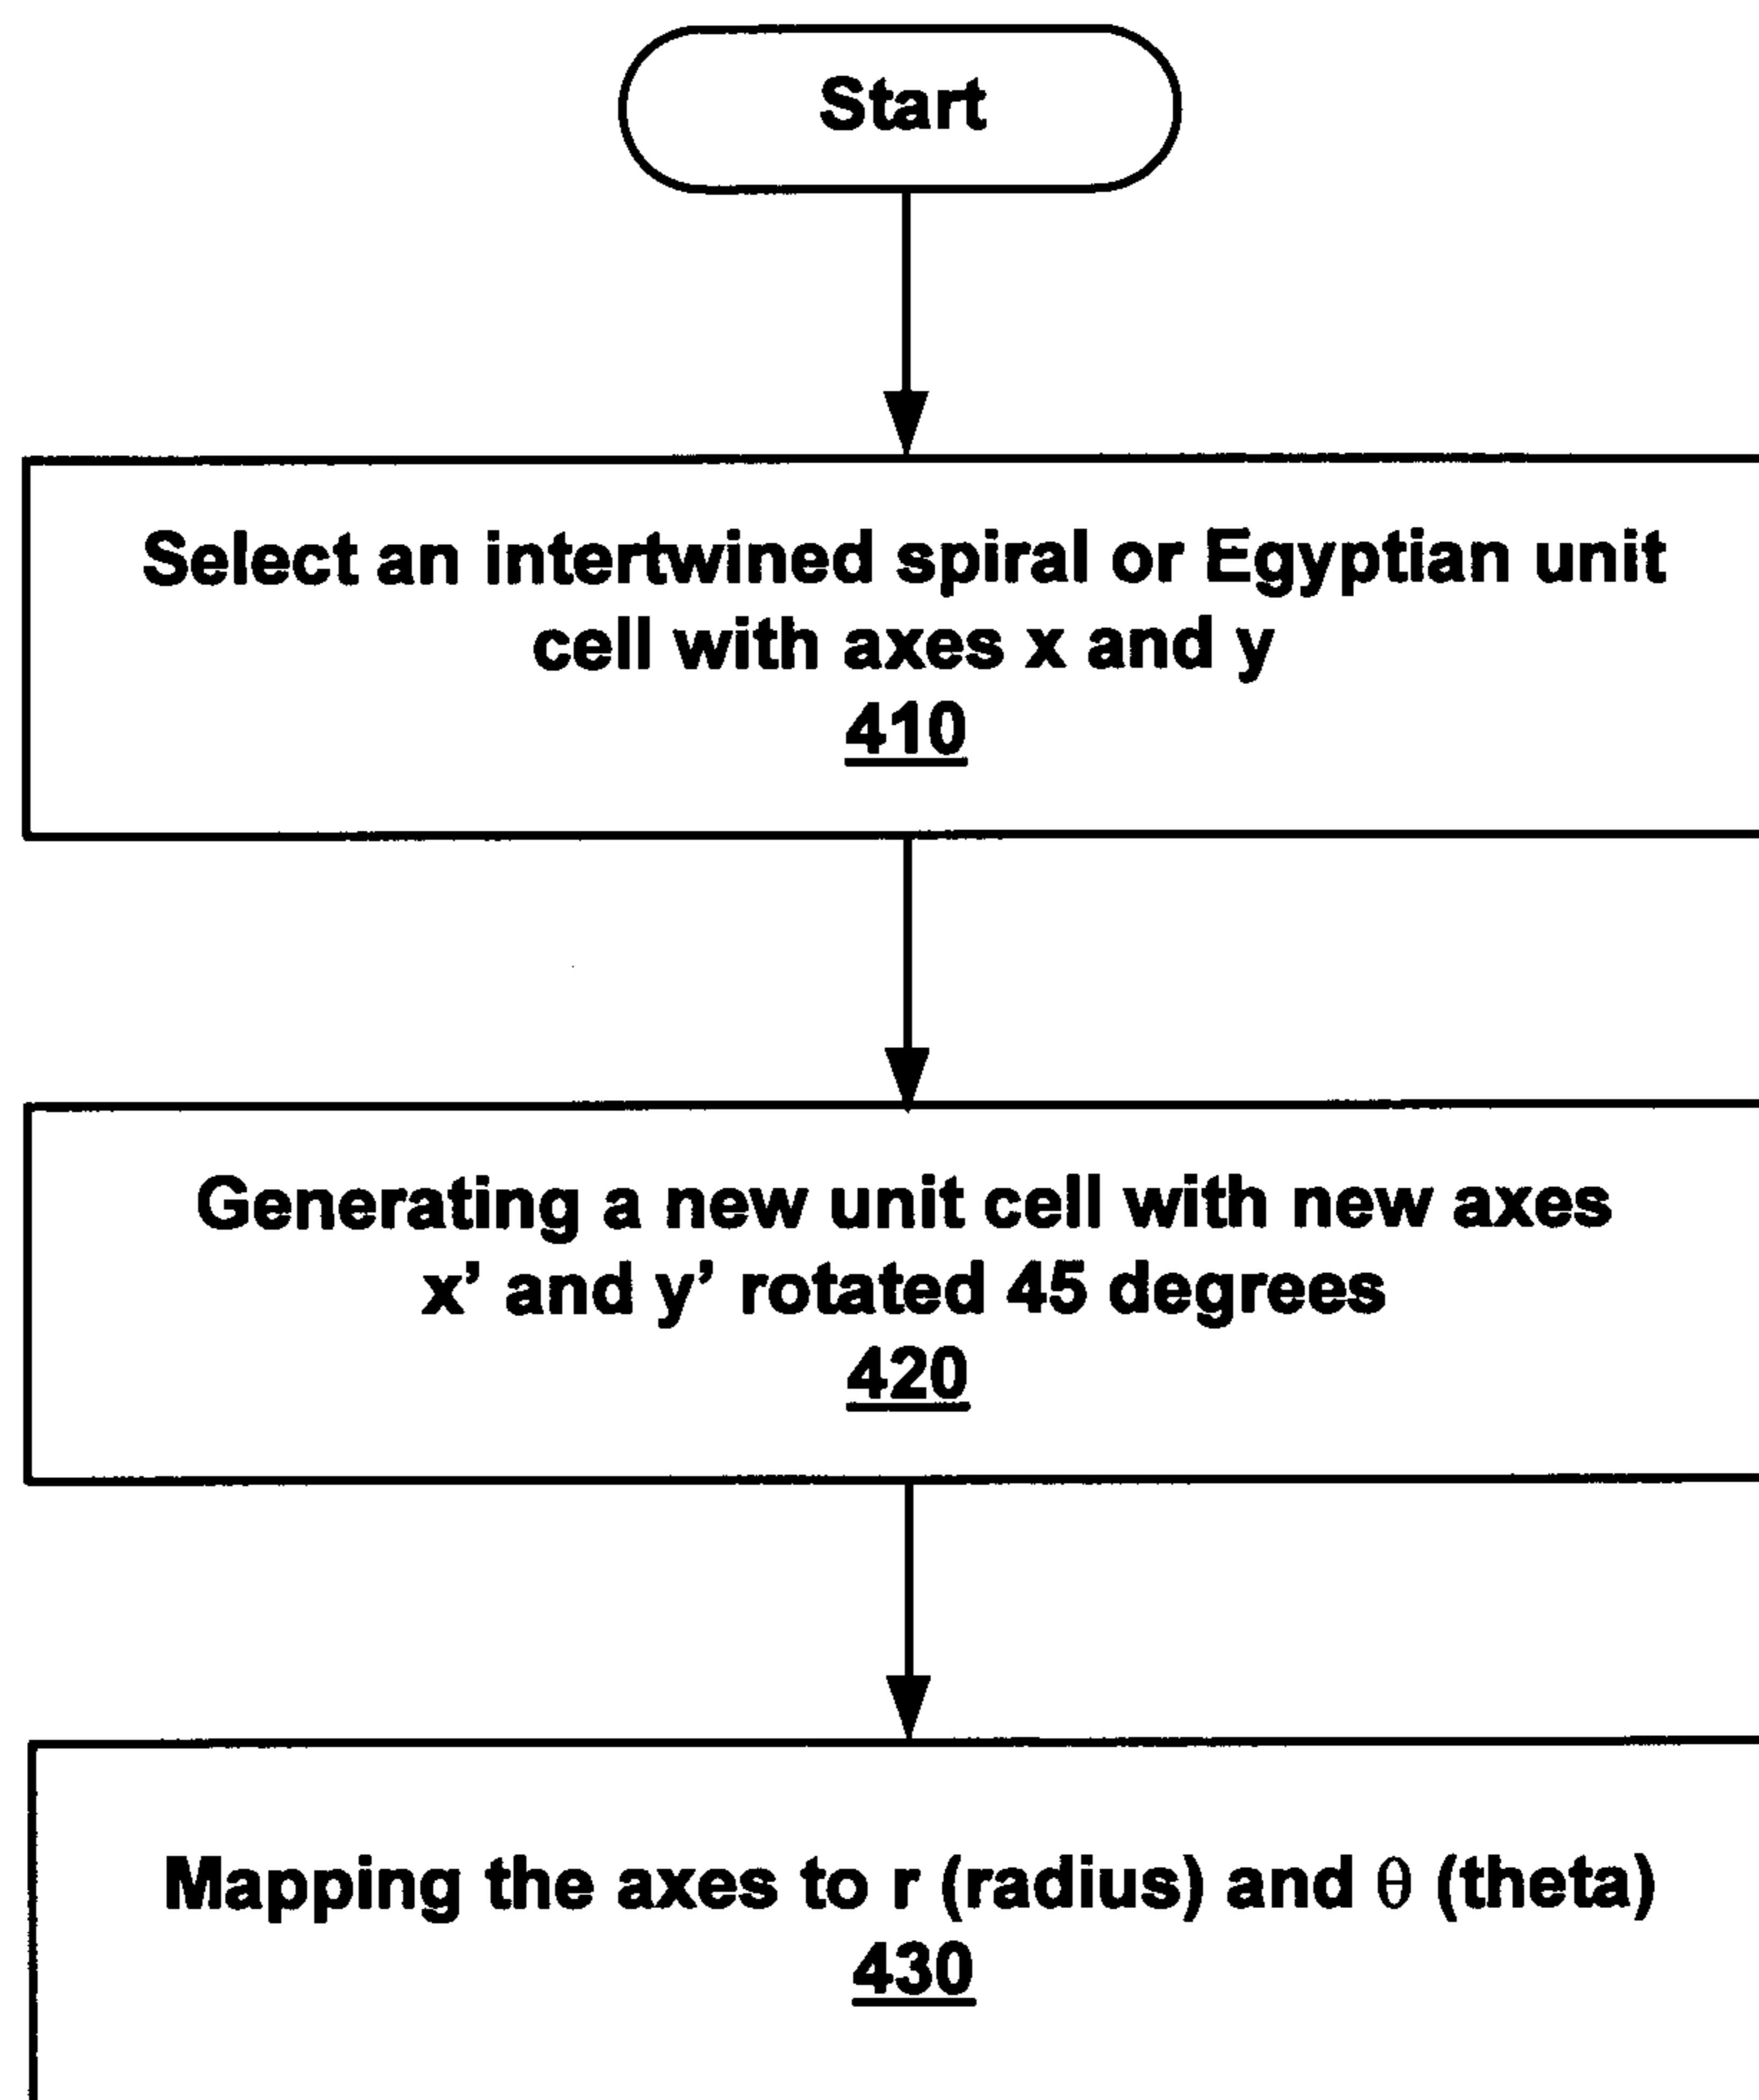 Start
Select an intertwined spiral or Egyptian unit
cell with axes x and y
410
Generating a new unit cell with new axes
x’ and y’ rotated 45 degrees
420
Mapping the axes to r (radius) and θ (theta)
430